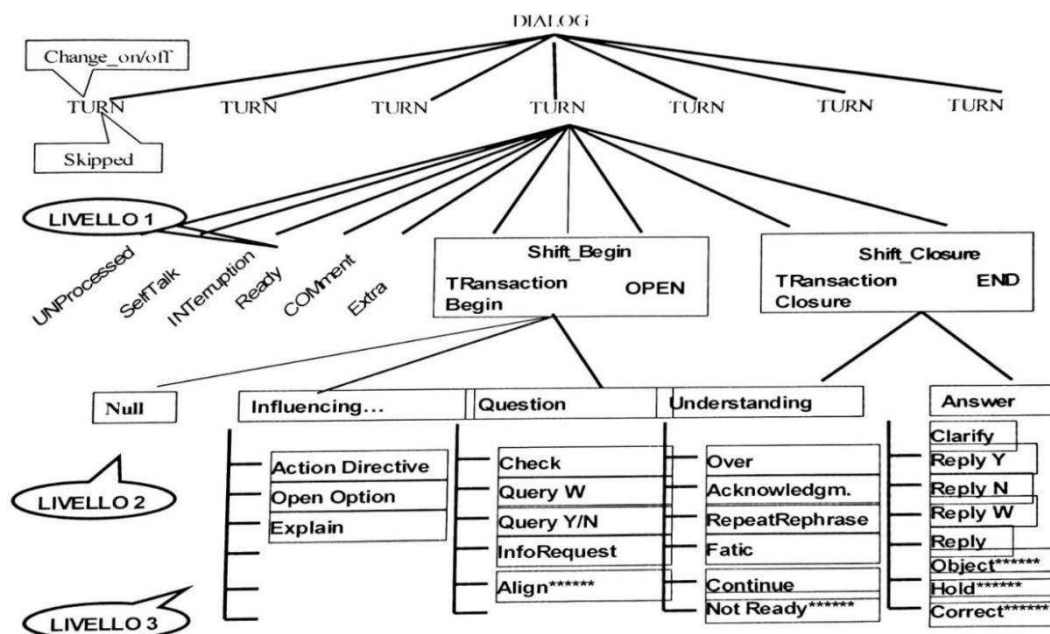 DIALOG
Change_on/off
TURN TURN TURN TURN TURN TURN TURN
Skipped
LIVELLO 1
UNProcessed
SelfTalk
INTerruption
Ready
COMment
Extra
Shift_Begin
TRansaction
Begin
OPEN
Shift_Closure
TRansaction
Closure
END
Null
Influencing...
Question
Understanding
Answer
LIVELLO 2
Action Directive
Open Option
Explain
Check
Query W
Query Y/N
InfoRequest
Align******
Over
Acknowledgm.
RepeatRephrase
Fatic
Continue
Not Ready******
Clarify
Reply Y
Reply N
Reply W
Reply
Object******
Hold******
Correct******
LIVELLO 3